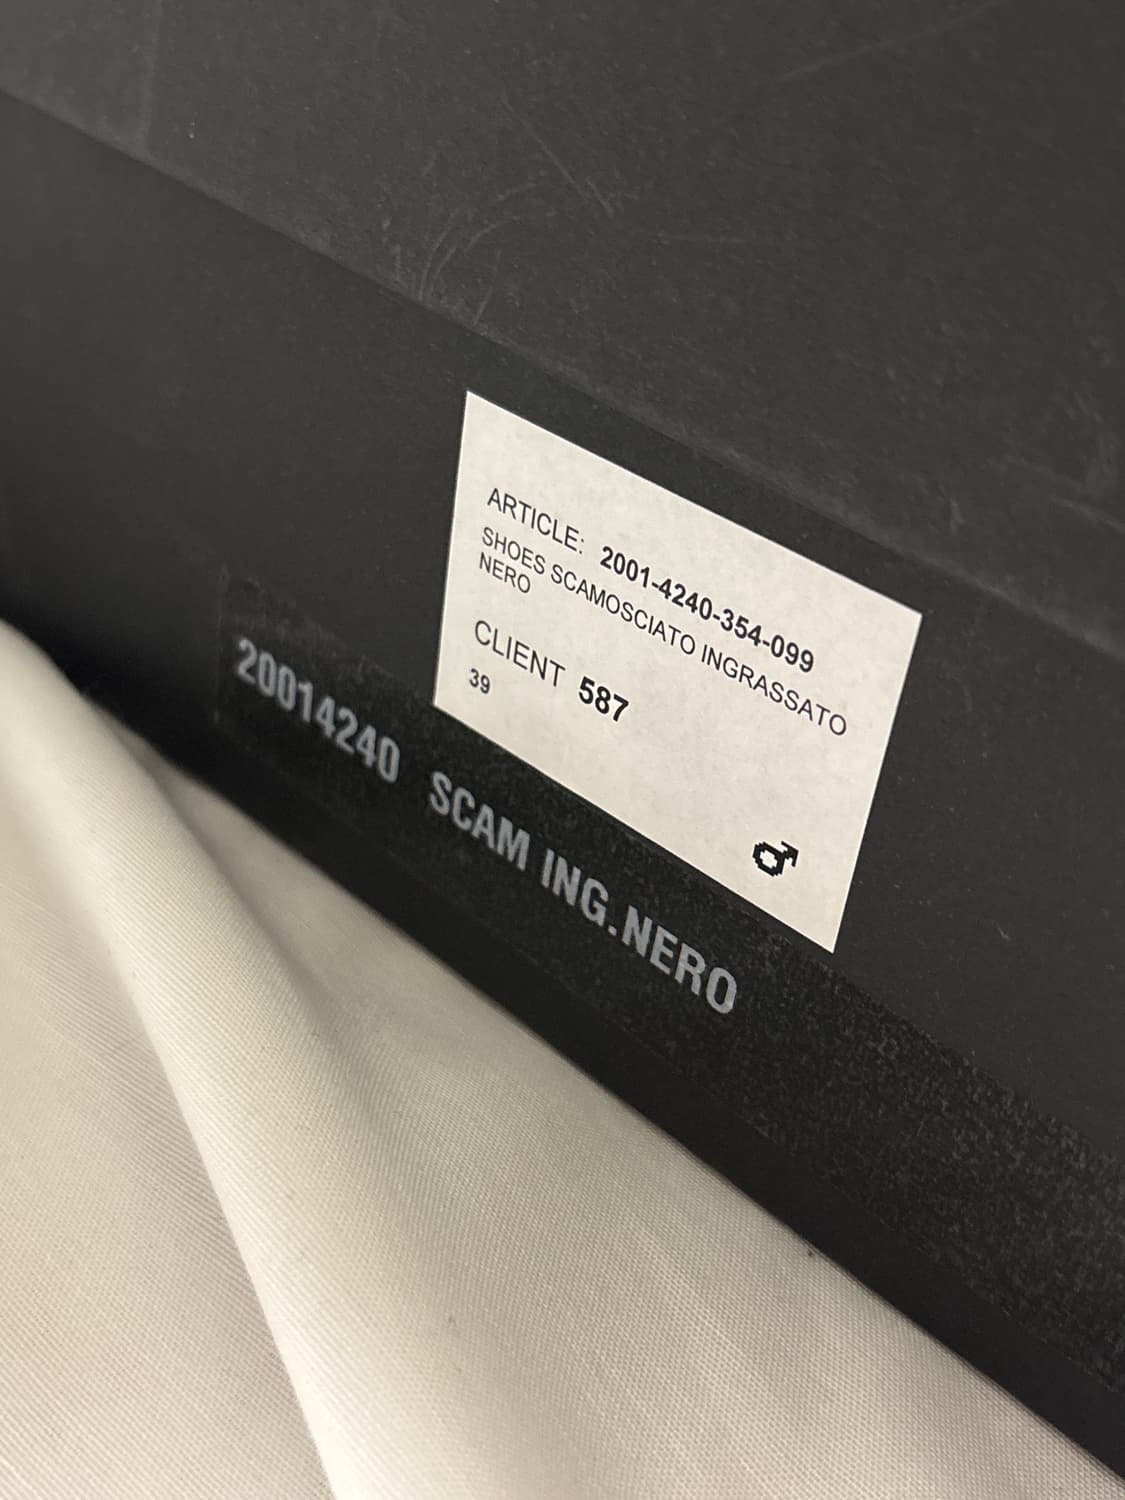 ARTICLE: 2001-4240-354-099
SHOES SCAMOSCIATO INGRASSATO
NERO
CLIENT 587
39
20014240 SCAM ING.NERO